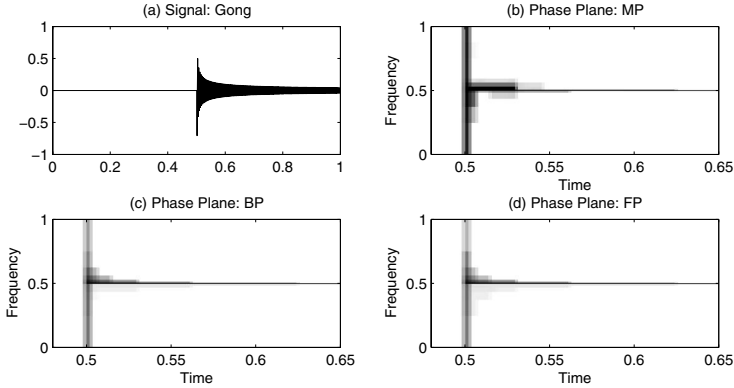 (a) Signal: Gong
1
0.5
0
−0.5
−1
0 0.2 0.4 0.6 0.8 1
(b) Phase Plane: MP
Frequency
1
0.5
0
0.5 0.55 0.6 0.65
Time
(c) Phase Plane: BP
Frequency
1
0.5
0
0.5 0.55 0.6 0.65
Time
(d) Phase Plane: FP
Frequency
1
0.5
0
0.5 0.55 0.6 0.65
Time